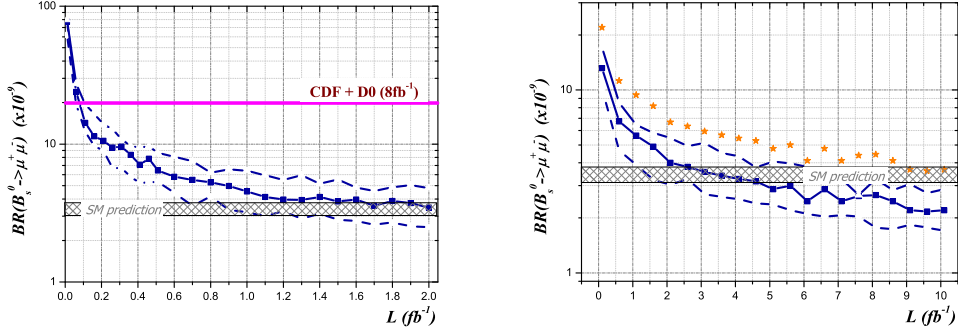 BR(B⁰s->μ⁺μ⁻) (x10⁻⁹)
100
10
1
CDF + D0 (8fb⁻¹)
SM prediction
0.0 0.2 0.4 0.6 0.8 1.0 1.2 1.4 1.6 1.8 2.0
L (fb⁻¹)
BR(B⁰s->μ⁺μ⁻) (x10⁻⁹)
10
1
SM prediction
0 1 2 3 4 5 6 7 8 9 10
L (fb⁻¹)